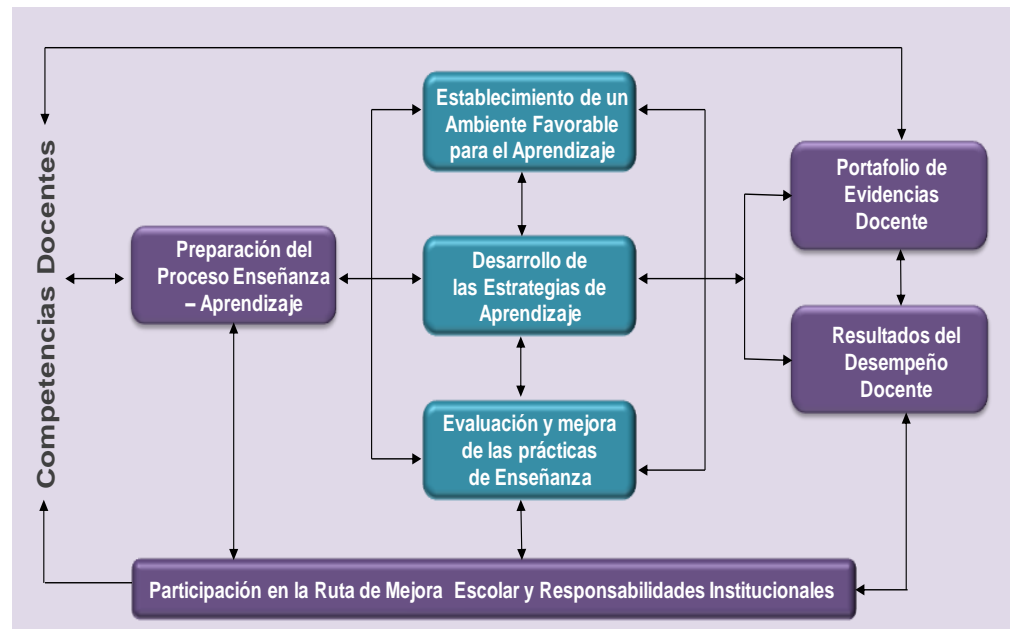 Competencias Docentes
Preparación del
Proceso Enseñanza
– Aprendizaje
Establecimiento de un
Ambiente Favorable
para el Aprendizaje
Desarrollo de
las Estrategias de
Aprendizaje
Evaluación y mejora
de las prácticas
de Enseñanza
Portafolio de
Evidencias
Docente
Resultados del
Desempeño
Docente
Participación en la Ruta de Mejora Escolar y Responsabilidades Institucionales